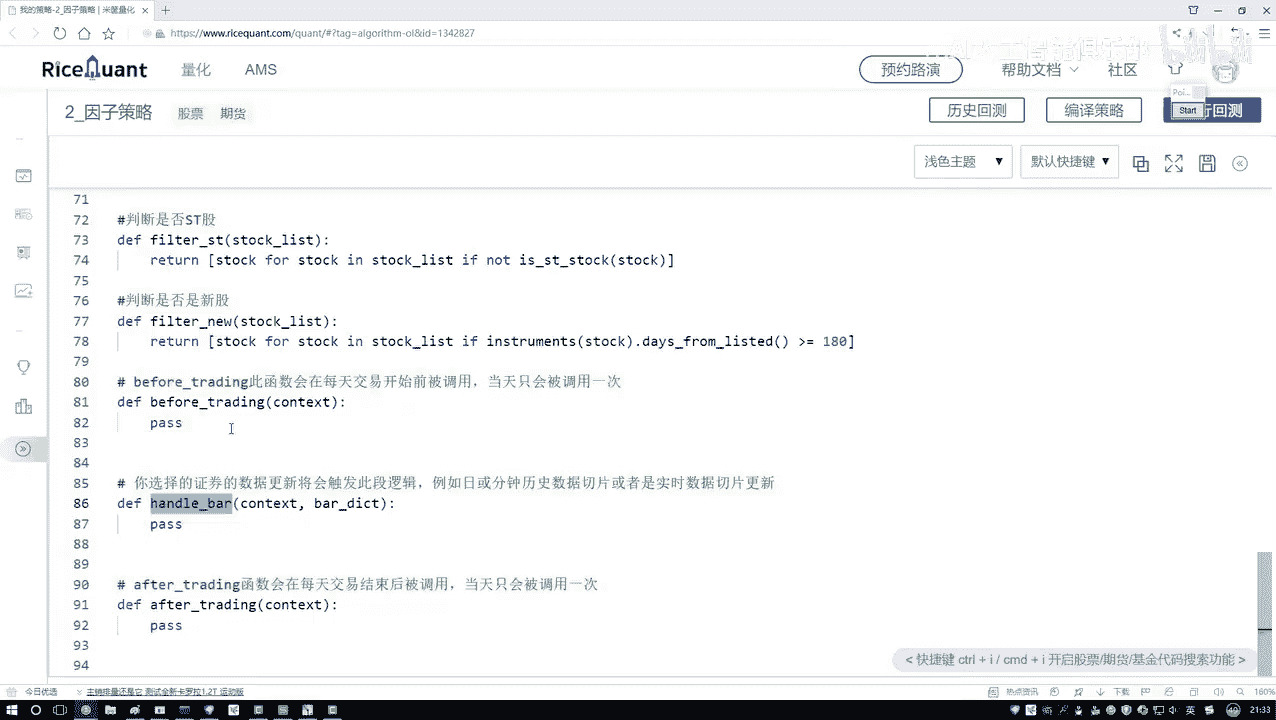 我的策略-2_因子策略 | 米筐量化
https://www.ricequant.com/quant/#?tag=algorithm-ol&id=1342827
RiceQuant 量化 AMS 预约路演 帮助文档 社区
2_因子策略 股票 期货 历史回测 编译策略 行回测
Poi...
Start
浅色主题 默认快捷键
71
72 #判断是否ST股
73 def filter_st(stock_list):
74 return [stock for stock in stock_list if not is_st_stock(stock)]
75
76 #判断是否是新股
77 def filter_new(stock_list):
78 return [stock for stock in stock_list if instruments(stock).days_from_listed() >= 180]
79
80 # before_trading此函数会在每天交易开始前被调用，当天只会被调用一次
81 def before_trading(context):
82 pass
83
84
85 # 你选择的证券的数据更新将会触发此段逻辑，例如日或分钟历史数据切片或者是实时数据切片更新
86 def handle_bar(context, bar_dict):
87 pass
88
89
90 # after_trading函数会在每天交易结束后被调用，当天只会被调用一次
91 def after_trading(context):
92 pass
93
94
< 快捷键 ctrl + i / cmd + i 开启股票/期货/基金代码搜索功能 >
今日优选 主销排量还是它 测试全新卡罗拉1.2T 运动版 热点资讯 下载 160%
英 21:33